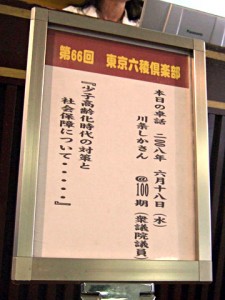 第66回　東京六稜倶楽部
本日の卓話　二〇〇八年　六月十八日（水）
川条しかさん　＠100期（衆議院議員）
『少子高齢化時代の対策と
社会保障について・・・・・・』